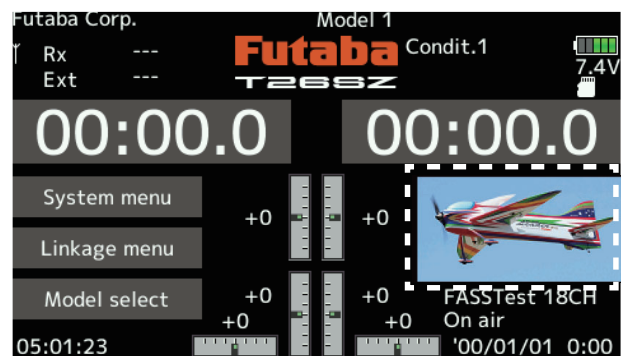 Futaba Corp.
Model 1
Rx ---
Ext ---
Futaba
T26SZ
Condit.1
7.4V
00:00.0
00:00.0
System menu
Linkage menu
Model select
+0
+0
+0
+0
+0
+0
FASSTest 18CH
On air
05:01:23
'00/01/01 0:00